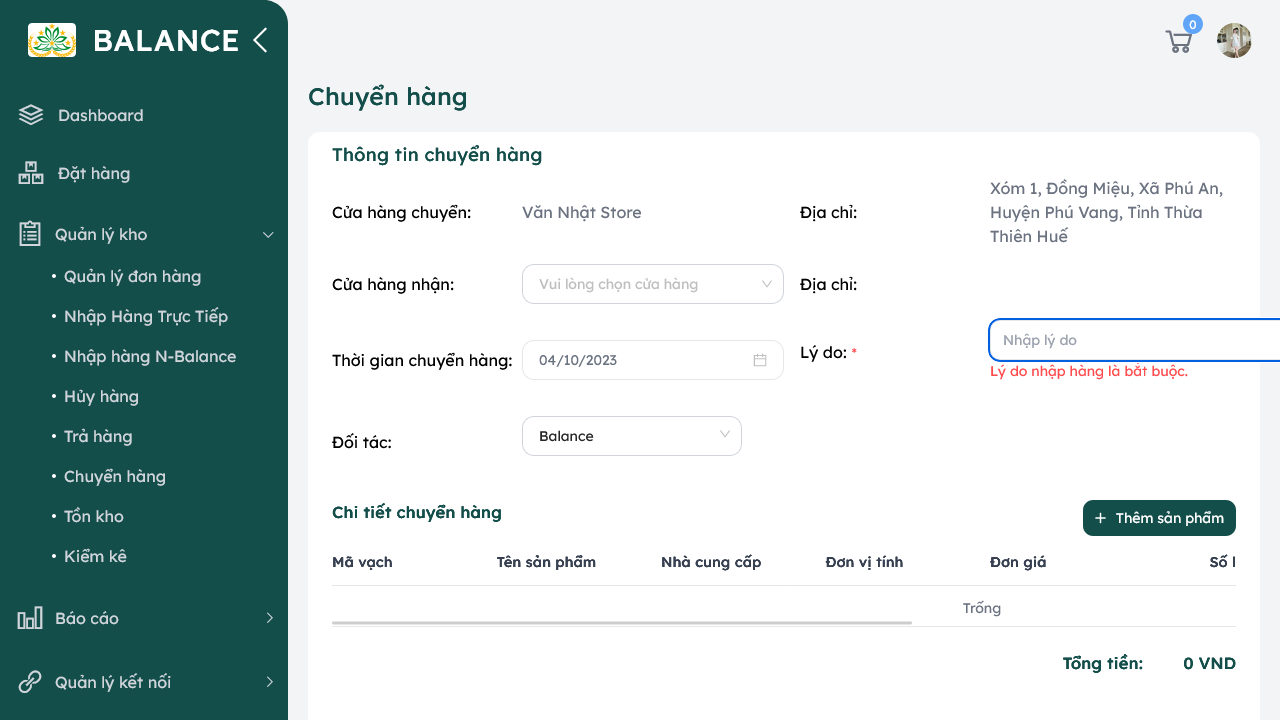 BALANCE
0
Dashboard
Đặt hàng
Quản lý kho
Quản lý đơn hàng
Nhập Hàng Trực Tiếp
Nhập hàng N-Balance
Hủy hàng
Trả hàng
Chuyển hàng
Tồn kho
Kiểm kê
Báo cáo
Quản lý kết nối
Chuyển hàng
Thông tin chuyển hàng
Cửa hàng chuyển:
Văn Nhật Store
Địa chỉ:
Xóm 1, Đồng Miệu, Xã Phú An,
Huyện Phú Vang, Tỉnh Thừa
Thiên Huế
Cửa hàng nhận:
Vui lòng chọn cửa hàng
Địa chỉ:
Thời gian chuyển hàng:
04/10/2023
Lý do: *
Nhập lý do
Lý do nhập hàng là bắt buộc.
Đối tác:
Balance
Chi tiết chuyển hàng
Thêm sản phẩm
Mã vạch Tên sản phẩm Nhà cung cấp Đơn vị tính Đơn giá Số l
Trống
Tổng tiền: 0 VND